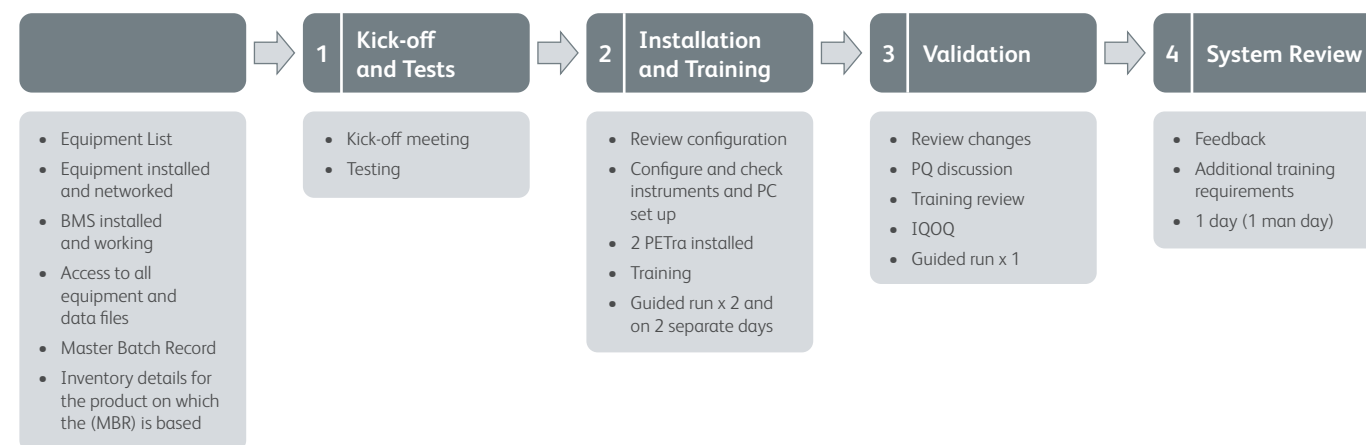 1
Kick-off
and Tests
2
Installation
and Training
3
Validation
4
System Review
• Equipment List
• Equipment installed
and networked
• BMS installed
and working
• Access to all
equipment and
data files
• Master Batch Record
• Inventory details for
the product on which
the (MBR) is based
• Kick-off meeting
• Testing
• Review configuration
• Configure and check
instruments and PC
set up
• 2 PETra installed
• Training
• Guided run x 2 and
on 2 separate days
• Review changes
• PQ discussion
• Training review
• IQOQ
• Guided run x 1
• Feedback
• Additional training
requirements
• 1 day (1 man day)